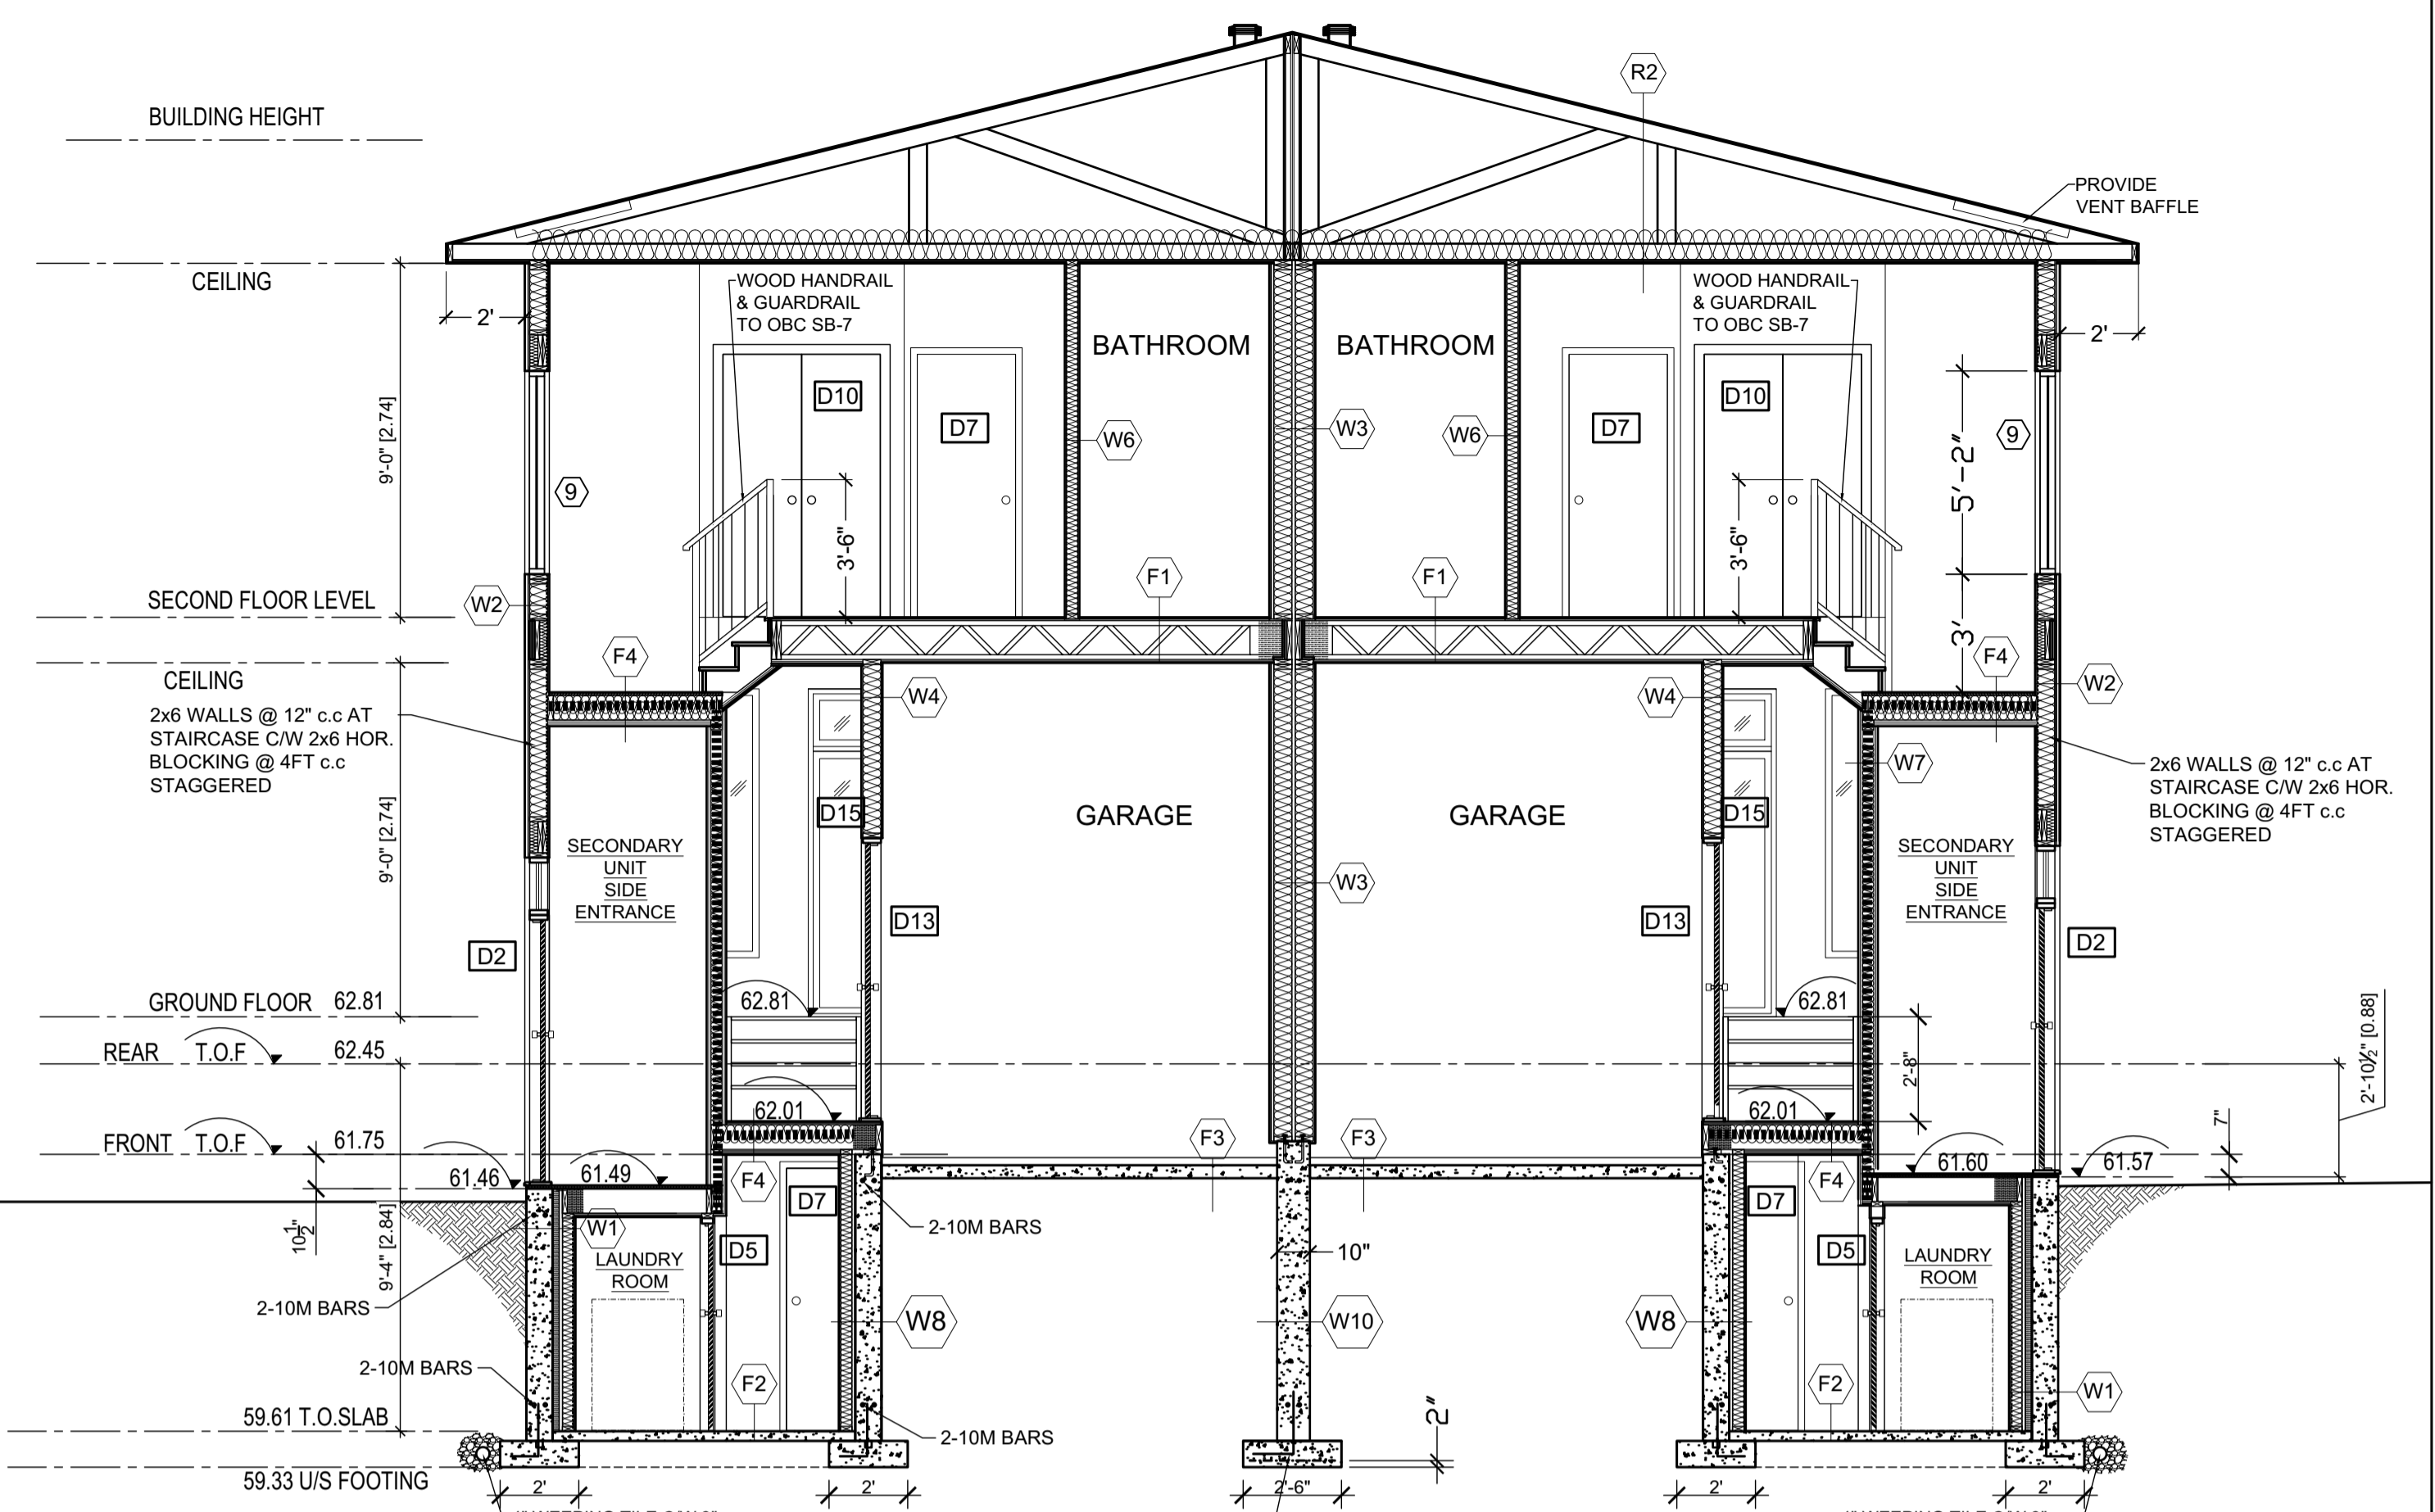 BUILDING HEIGHT
R2
PROVIDE
VENT BAFFLE
CEILING
WOOD HANDRAIL
& GUARDRAIL
TO OBC SB-7
WOOD HANDRAIL
& GUARDRAIL
TO OBC SB-7
2'
2'
BATHROOM
BATHROOM
D10
D7
D7
D10
9'-0" [2.74]
W6
W3
W6
9
9
5'-2"
3'-6"
3'-6"
F1
F1
SECOND FLOOR LEVEL
W2
3'
F4
F4
CEILING
W4
W4
W2
2x6 WALLS @ 12" c.c AT
STAIRCASE C/W 2x6 HOR.
BLOCKING @ 4FT c.c
STAGGERED
W7
2x6 WALLS @ 12" c.c AT
STAIRCASE C/W 2x6 HOR.
BLOCKING @ 4FT c.c
STAGGERED
D15
GARAGE
GARAGE
D15
9'-0" [2.74]
SECONDARY
UNIT
SIDE
ENTRANCE
SECONDARY
UNIT
SIDE
ENTRANCE
W3
D13
D13
D2
D2
GROUND FLOOR 62.81
62.81
62.81
REAR T.O.F 62.45
2'-8"
2'-10½" [0.88]
62.01
62.01
7"
FRONT T.O.F 61.75
F3
F3
61.46
61.49
61.60
61.57
F4
F4
D7
D7
10½"
W1
2-10M BARS
9'-4" [2.84]
D5
10"
D5
LAUNDRY
ROOM
LAUNDRY
ROOM
2-10M BARS
W8
W10
W8
2-10M BARS
F2
F2
W1
59.61 T.O.SLAB
2-10M BARS
2"
59.33 U/S FOOTING
2'
2'
2'-6"
2'
2'